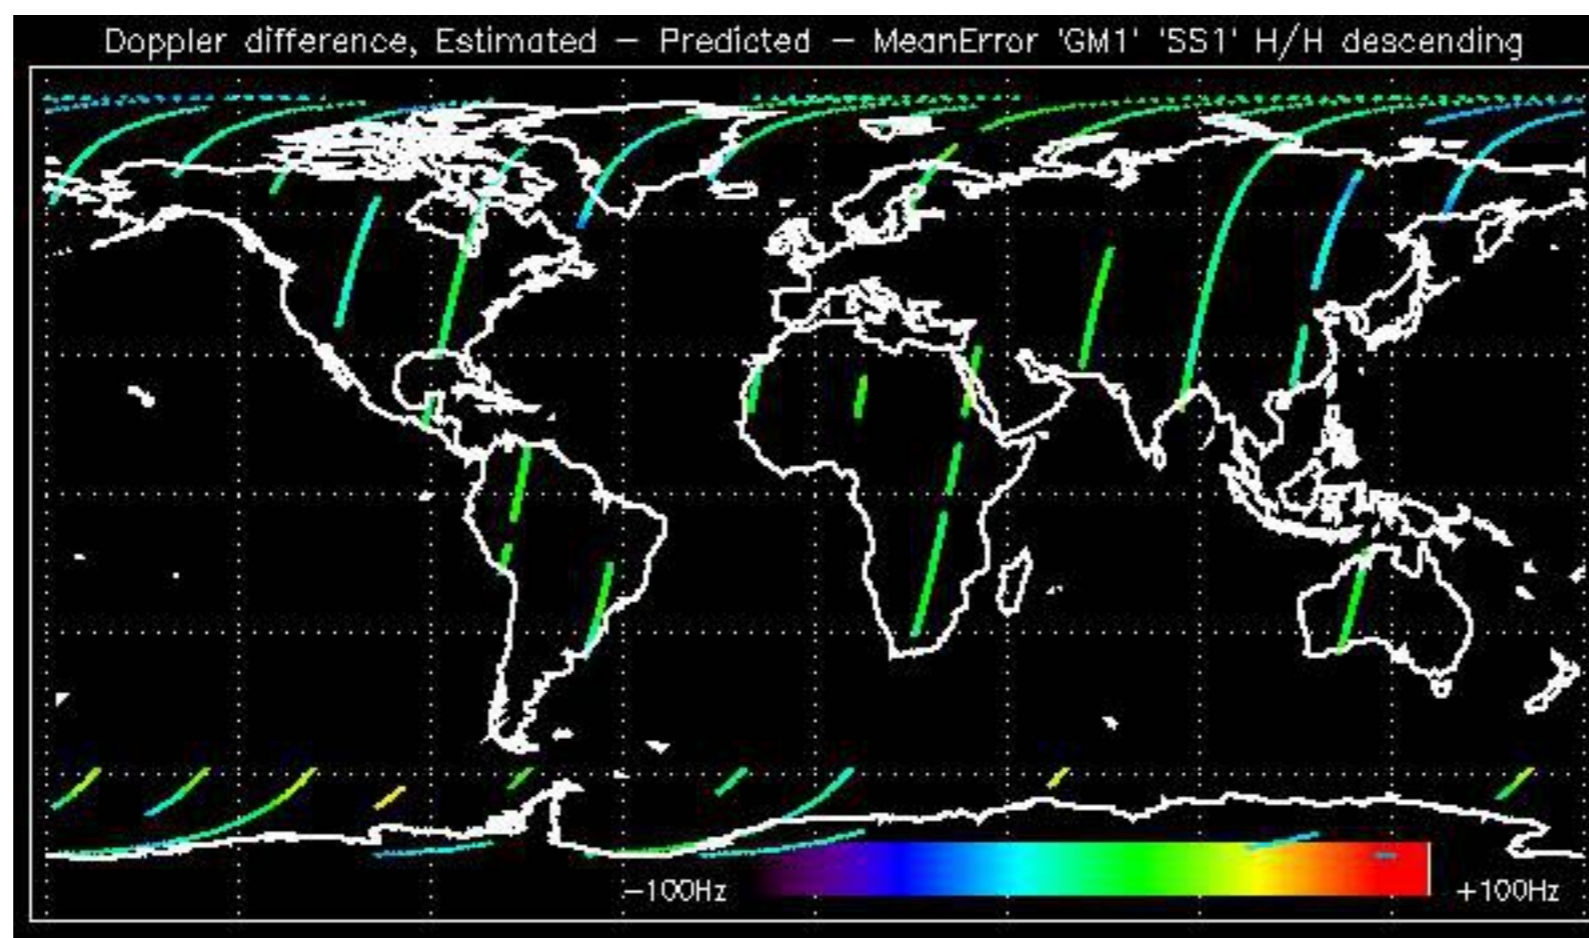 Doppler difference, Estimated – Predicted – MeanError 'GM1' 'SS1' H/H descending
–100Hz
+100Hz